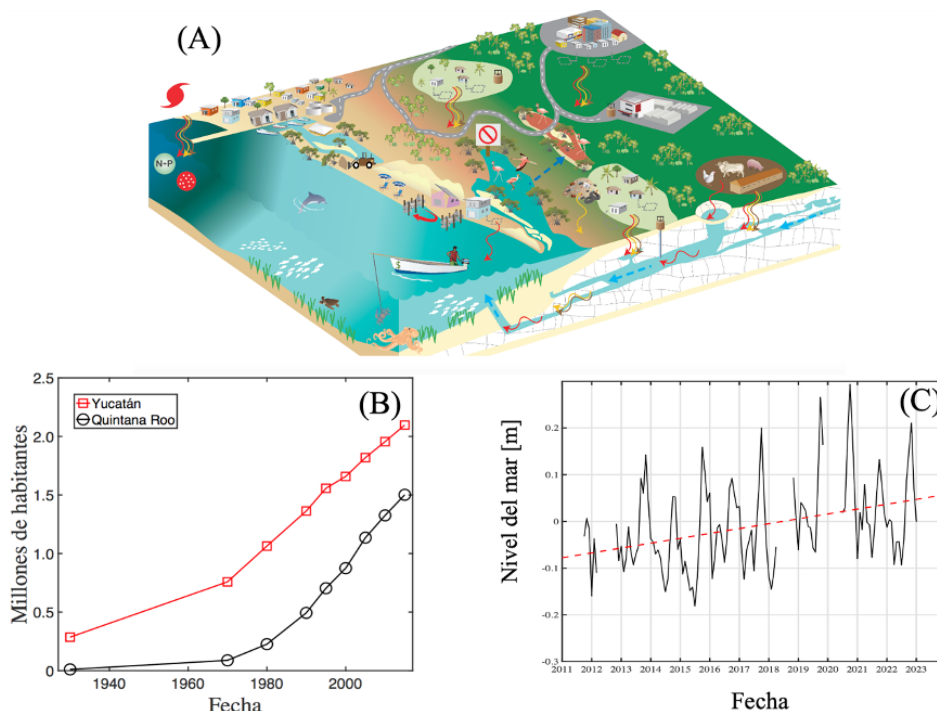 (A)
N+P
$
(B)
2.5
2.0
1.5
1.0
0.5
0
Yucatán
Quintana Roo
Millones de habitantes
1940 1960 1980 2000
Fecha
(C)
0.2
0.1
0
-0.1
-0.2
-0.3
Nivel del mar [m]
2011 2012 2013 2014 2015 2016 2017 2018 2019 2020 2021 2022 2023
Fecha